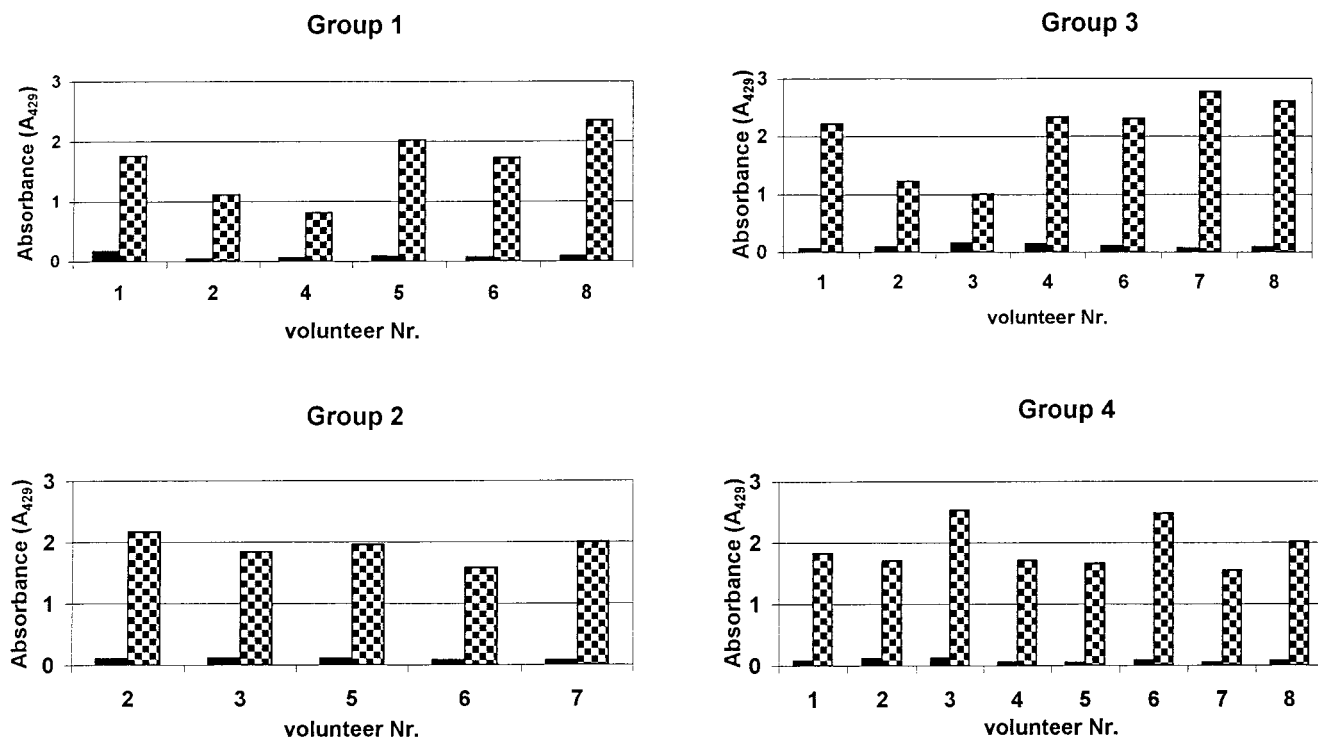 Group 1
Absorbance (A429)
3
2
1
0
1 2 4 5 6 8
volunteer Nr.
Group 3
Absorbance (A429)
3
2
1
0
1 2 3 4 6 7 8
volunteer Nr.
Group 2
Absorbance (A429)
3
2
1
0
2 3 5 6 7
volunteer Nr.
Group 4
Absorbance (A429)
3
2
1
0
1 2 3 4 5 6 7 8
volunteer Nr.